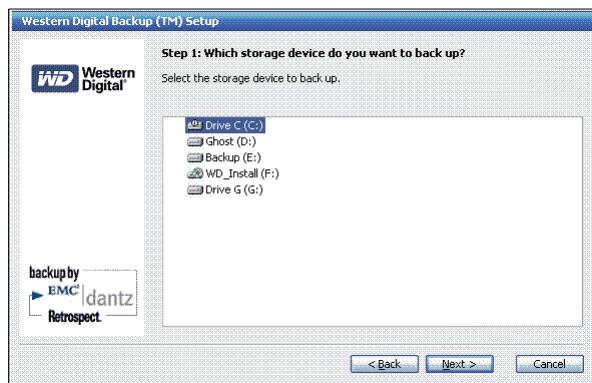 Western Digital Backup (TM) Setup
WD Western
Digital®
Step 1: Which storage device do you want to back up?
Select the storage device to back up.
Drive C (C:)
Ghost (D:)
Backup (E:)
WD_Install (F:)
Drive G (G:)
backup by
EMC² dantz
Retrospect.
< Back
Next >
Cancel